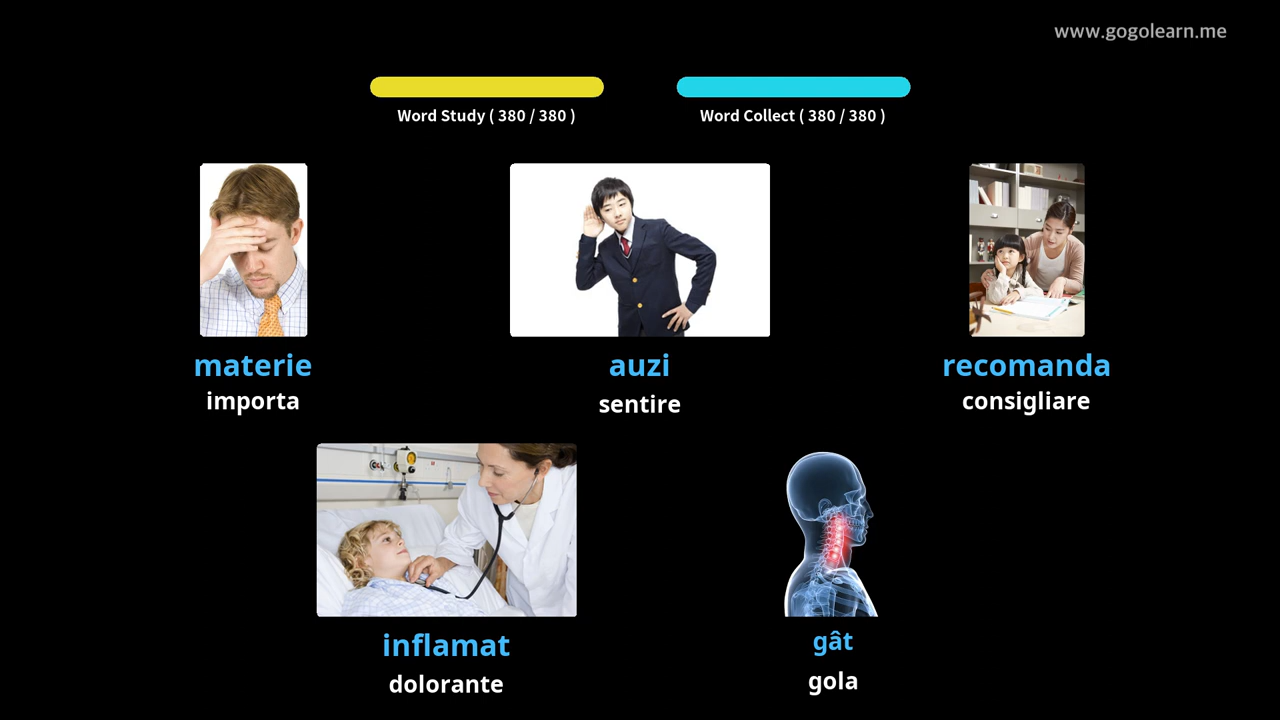 www.gogolearn.me
Word Study ( 380 / 380 )
Word Collect ( 380 / 380 )
materie
importa
auzi
sentire
recomanda
consigliare
inflamat
dolorante
gât
gola